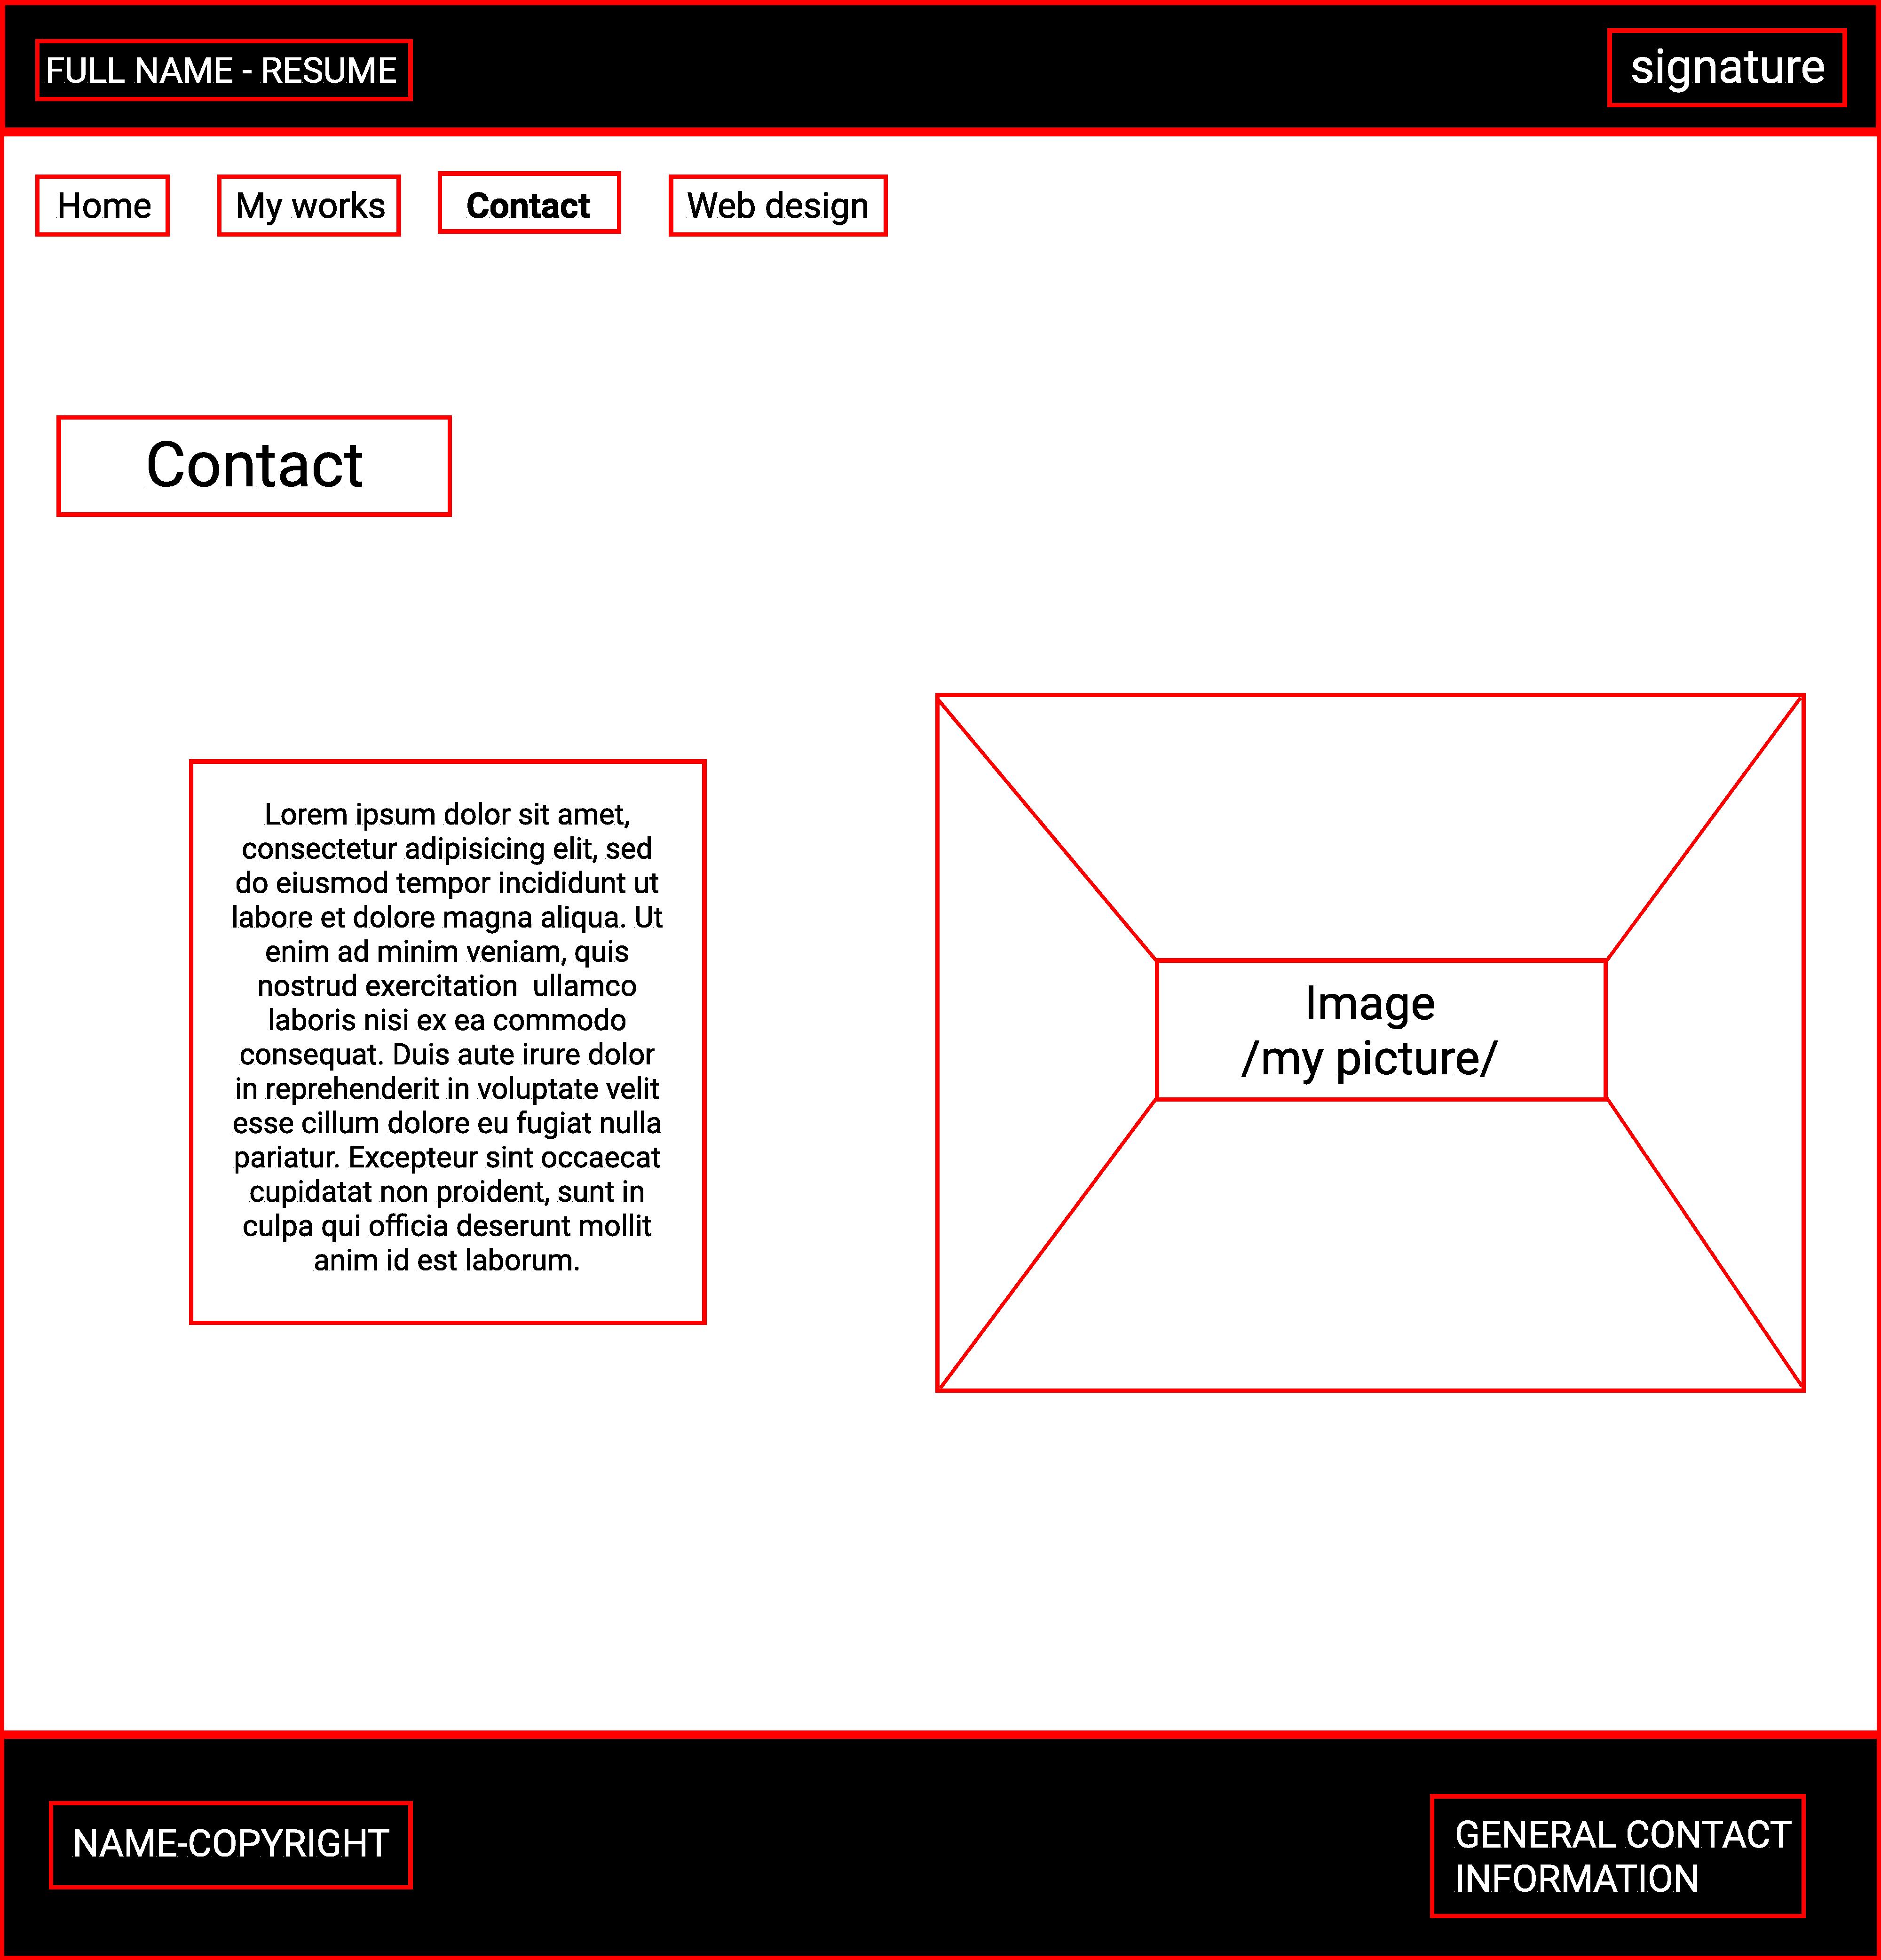 FULL NAME - RESUME
signature
Home
My works
Contact
Web design
Contact
Lorem ipsum dolor sit amet,
consectetur adipisicing elit, sed
do eiusmod tempor incididunt ut
labore et dolore magna aliqua. Ut
enim ad minim veniam, quis
nostrud exercitation  ullamco
laboris nisi ex ea commodo
consequat. Duis aute irure dolor
in reprehenderit in voluptate velit
esse cillum dolore eu fugiat nulla
pariatur. Excepteur sint occaecat
cupidatat non proident, sunt in
culpa qui officia deserunt mollit
anim id est laborum.
Image
/my picture/
NAME-COPYRIGHT
GENERAL CONTACT
INFORMATION